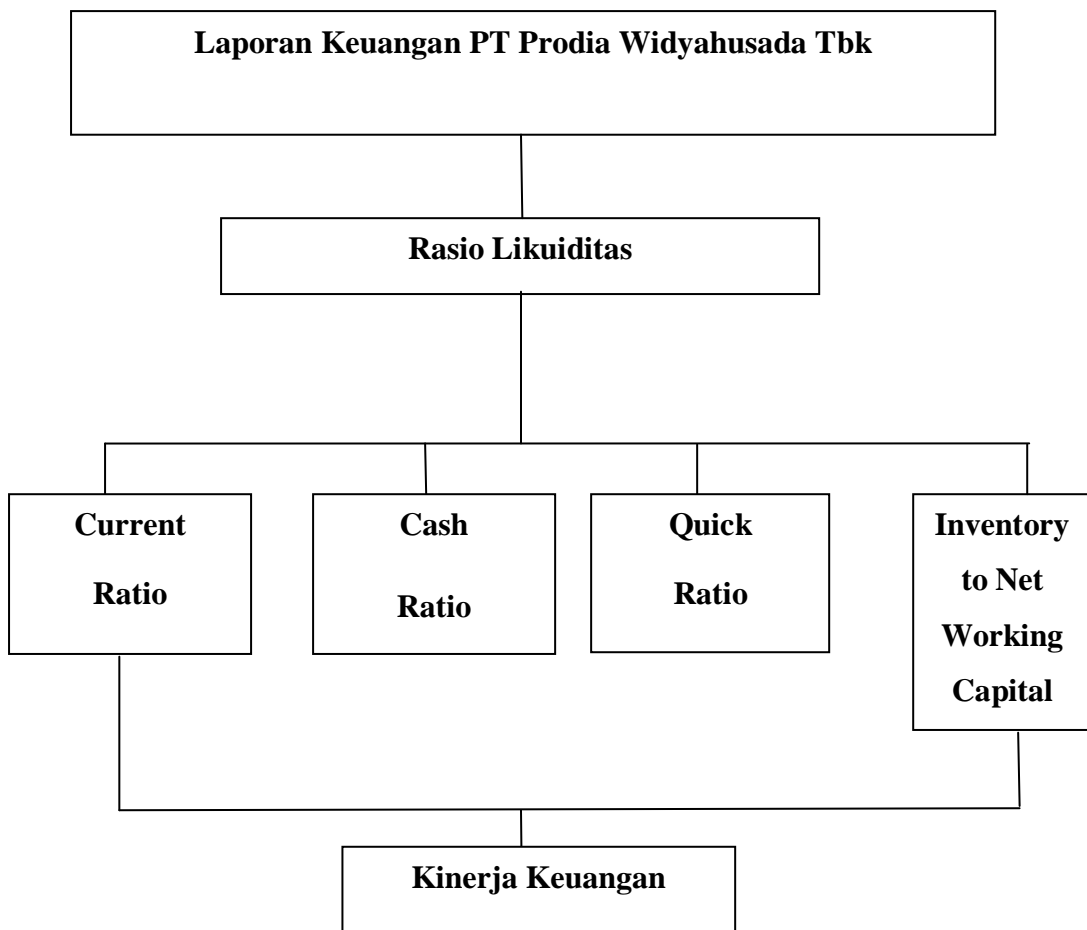 Laporan Keuangan PT Prodia Widyahusada Tbk
Rasio Likuiditas
Current
Ratio
Cash
Ratio
Quick
Ratio
Inventory
to Net
Working
Capital
Kinerja Keuangan